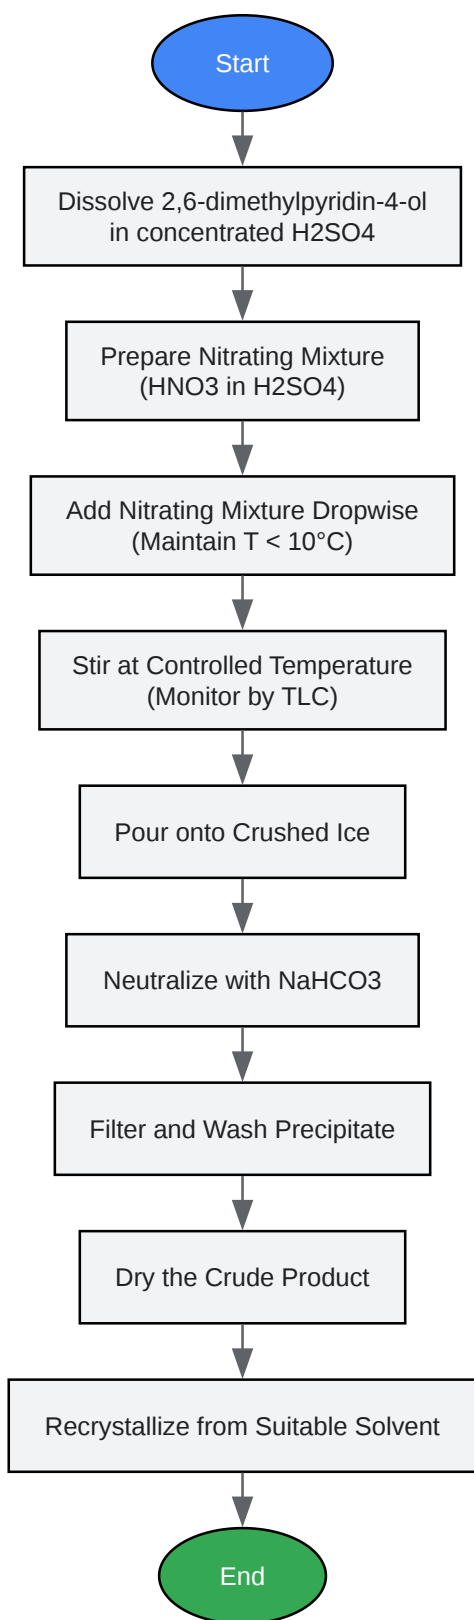 Start
Dissolve 2,6-dimethylpyridin-4-ol
in concentrated H2SO4
Prepare Nitrating Mixture
(HNO3 in H2SO4)
Add Nitrating Mixture Dropwise
(Maintain T < 10°C)
Stir at Controlled Temperature
(Monitor by TLC)
Pour onto Crushed Ice
Neutralize with NaHCO3
Filter and Wash Precipitate
Dry the Crude Product
Recrystallize from Suitable Solvent
End